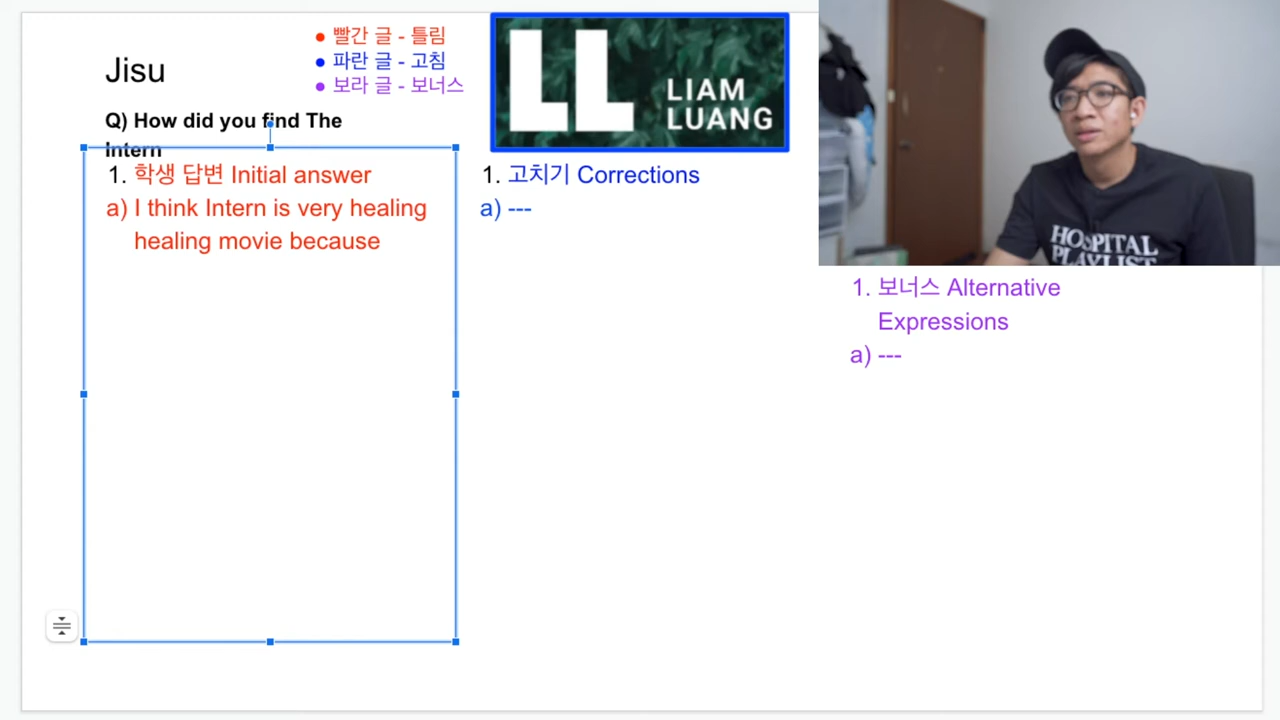 Jisu
• 빨간 글 - 틀림
• 파란 글 - 고침
• 보라 글 - 보너스
Q) How did you find The
Intern
1. 학생 답변 Initial answer
a) I think Intern is very healing
healing movie because
LL
LIAM
LUANG
1. 고치기 Corrections
a) ---
HOSPITAL
PLAYLIST
1. 보너스 Alternative
Expressions
a) ---